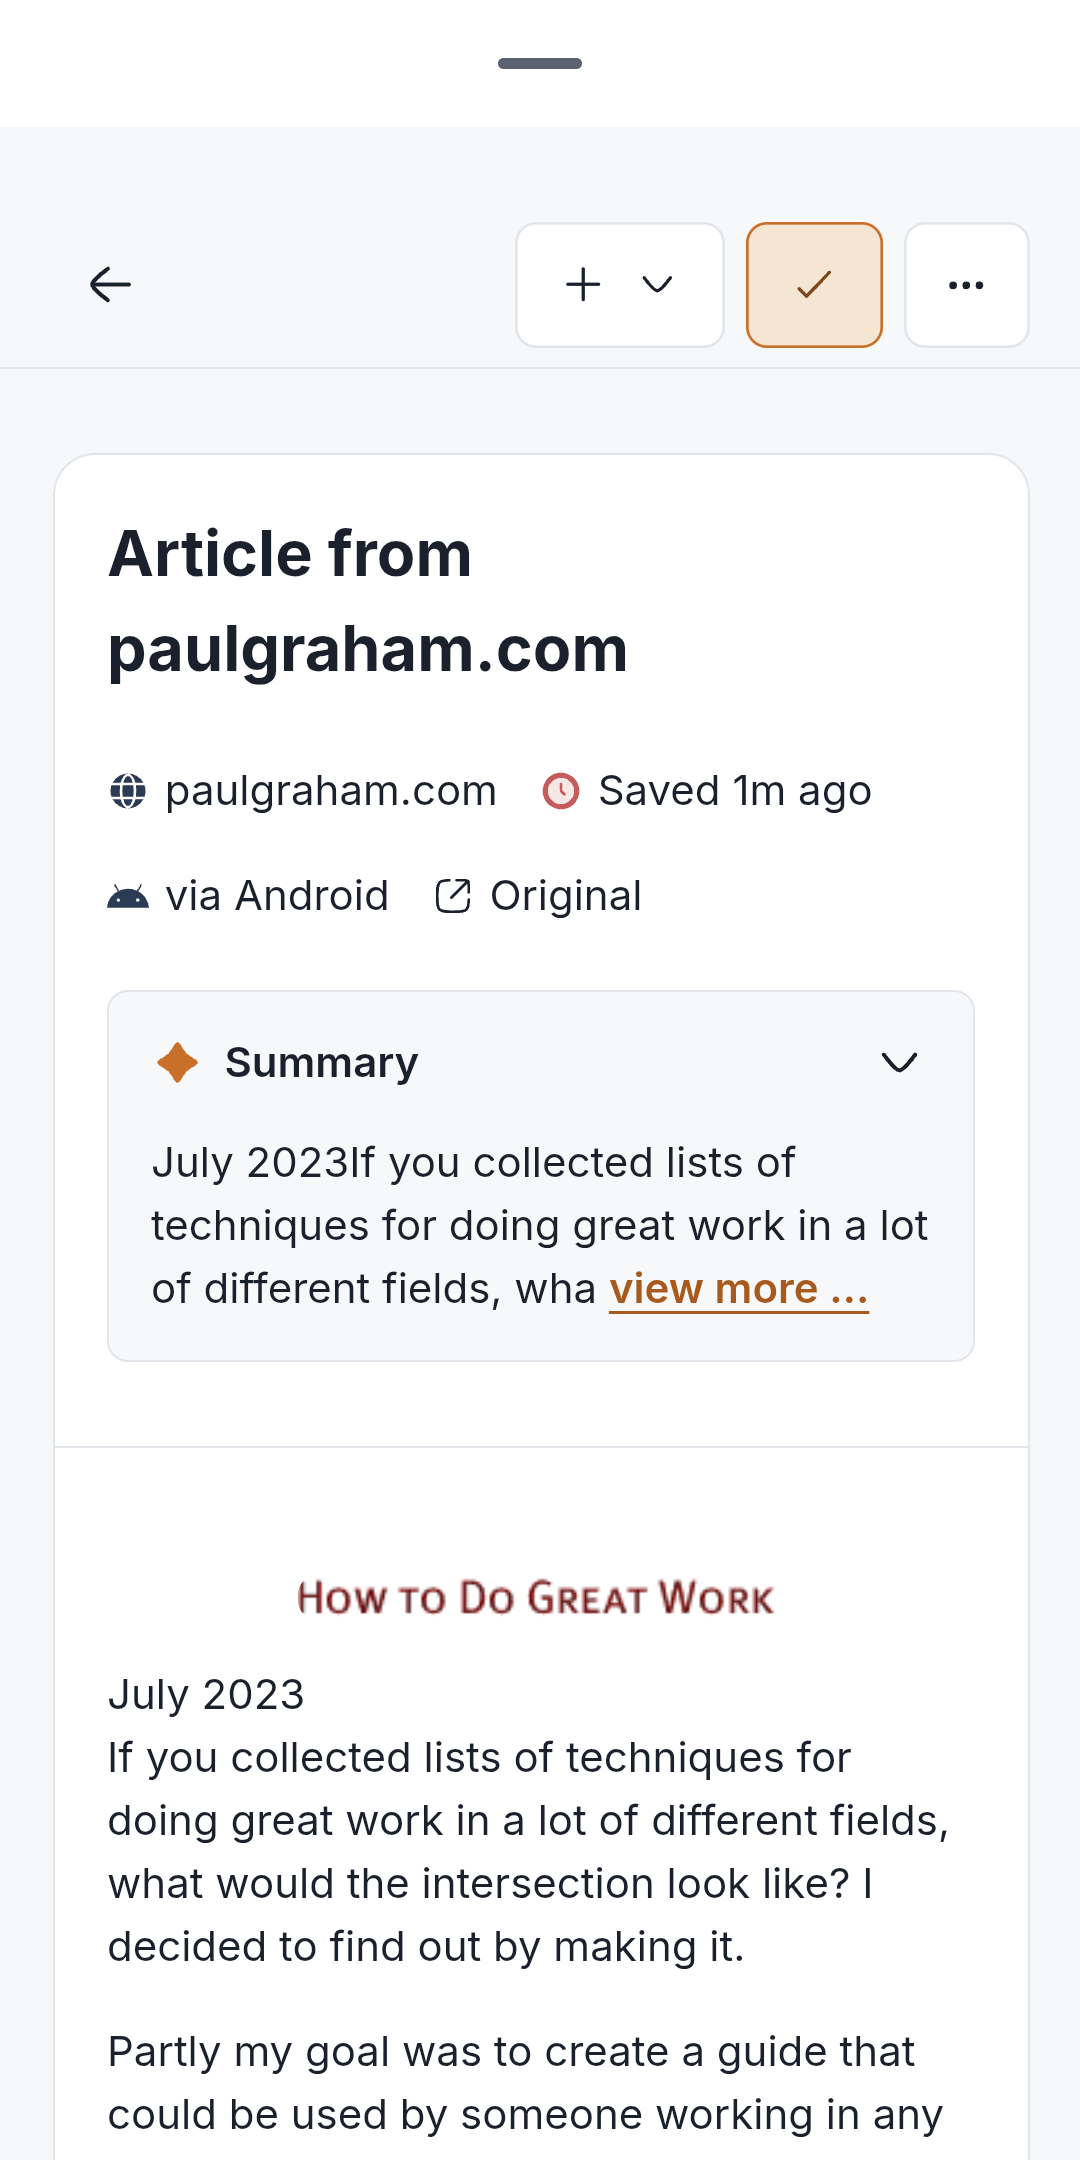 Article from
paulgraham.com
paulgraham.com Saved 1m ago
via Android Original
Summary
July 2023If you collected lists of
techniques for doing great work in a lot
of different fields, wha view more ...
How to Do Great Work
July 2023
If you collected lists of techniques for
doing great work in a lot of different fields,
what would the intersection look like? I
decided to find out by making it.
Partly my goal was to create a guide that
could be used by someone working in any